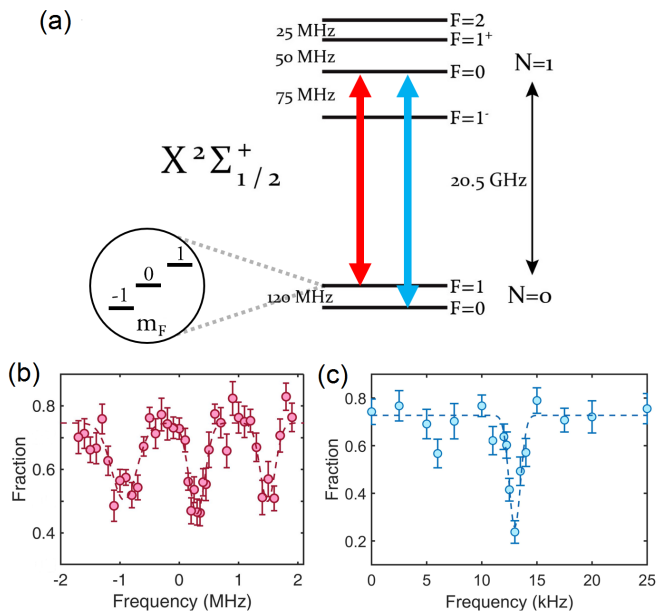 (a)
F=2
25 MHz
F=1⁺
50 MHz
F=0
N=1
75 MHz
F=1⁻
X²Σ⁺₁/₂
20.5 GHz
1
0
-1
m_F
120 MHz
F=1
F=0
N=0
(b)
(c)
Fraction
0.8
0.6
0.4
-2
-1
0
1
2
Frequency (MHz)
Fraction
0.8
0.6
0.4
0.2
0
5
10
15
20
25
Frequency (kHz)